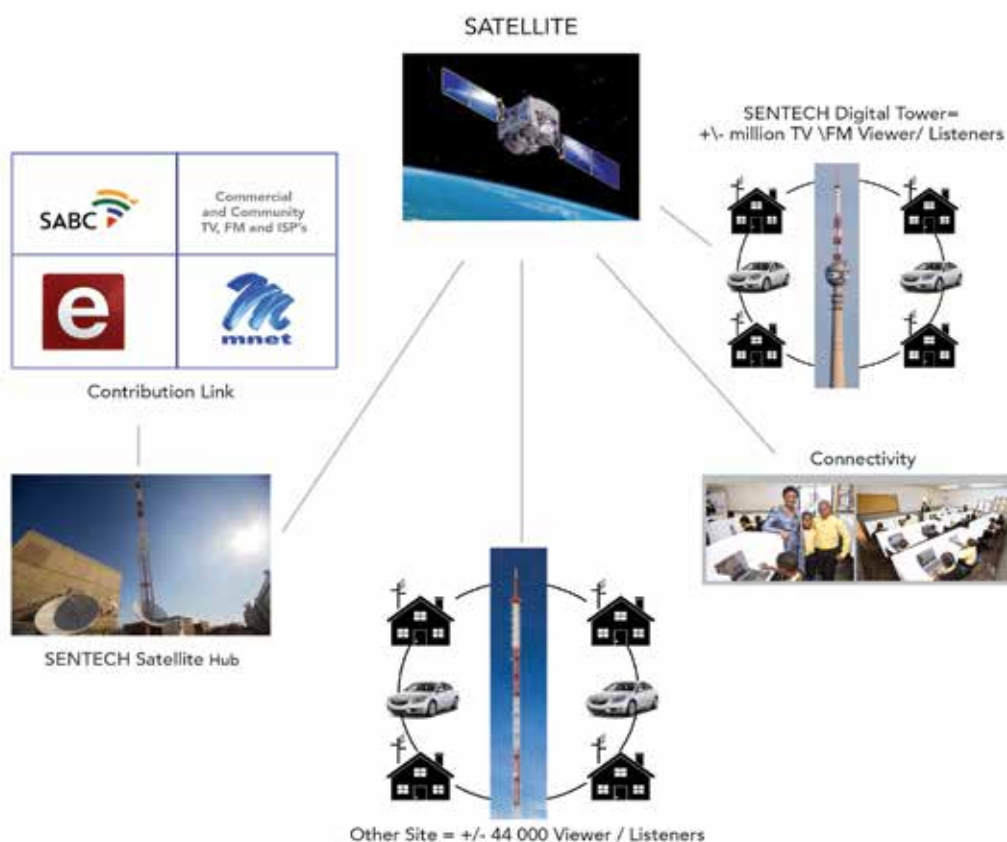 SATELLITE
SENTECH Digital Tower=
+\- million TV \FM Viewer/ Listeners
SABC
Commercial
and Community
TV, FM and ISP's
e
mnet
Contribution Link
Connectivity
SENTECH Satellite Hub
Other Site = +/- 44 000 Viewer / Listeners